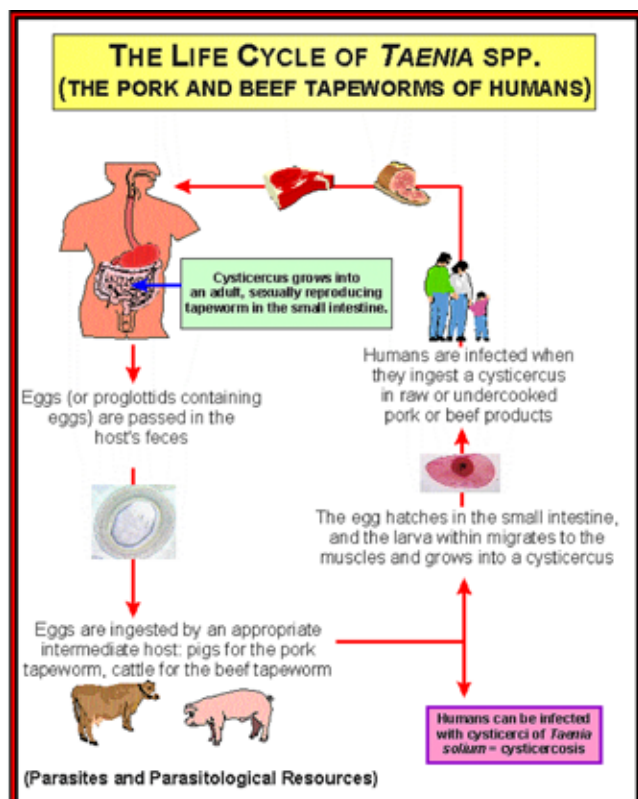 THE LIFE CYCLE OF TAENIA SPP.
(THE PORK AND BEEF TAPEWORMS OF HUMANS)
Cysticercus grows into
an adult, sexually reproducing
tapeworm in the small intestine.
Eggs (or proglottids containing
eggs) are passed in the
host's feces
Humans are infected when
they ingest a cysticercus
in raw or undercooked
pork or beef products
The egg hatches in the small intestine,
and the larva within migrates to the
muscles and grows into a cysticercus
Eggs are ingested by an appropriate
intermediate host: pigs for the pork
tapeworm, cattle for the beef tapeworm
Humans can be infected
with cysticerci of Taenia
solium = cysticercosis
(Parasites and Parasitological Resources)